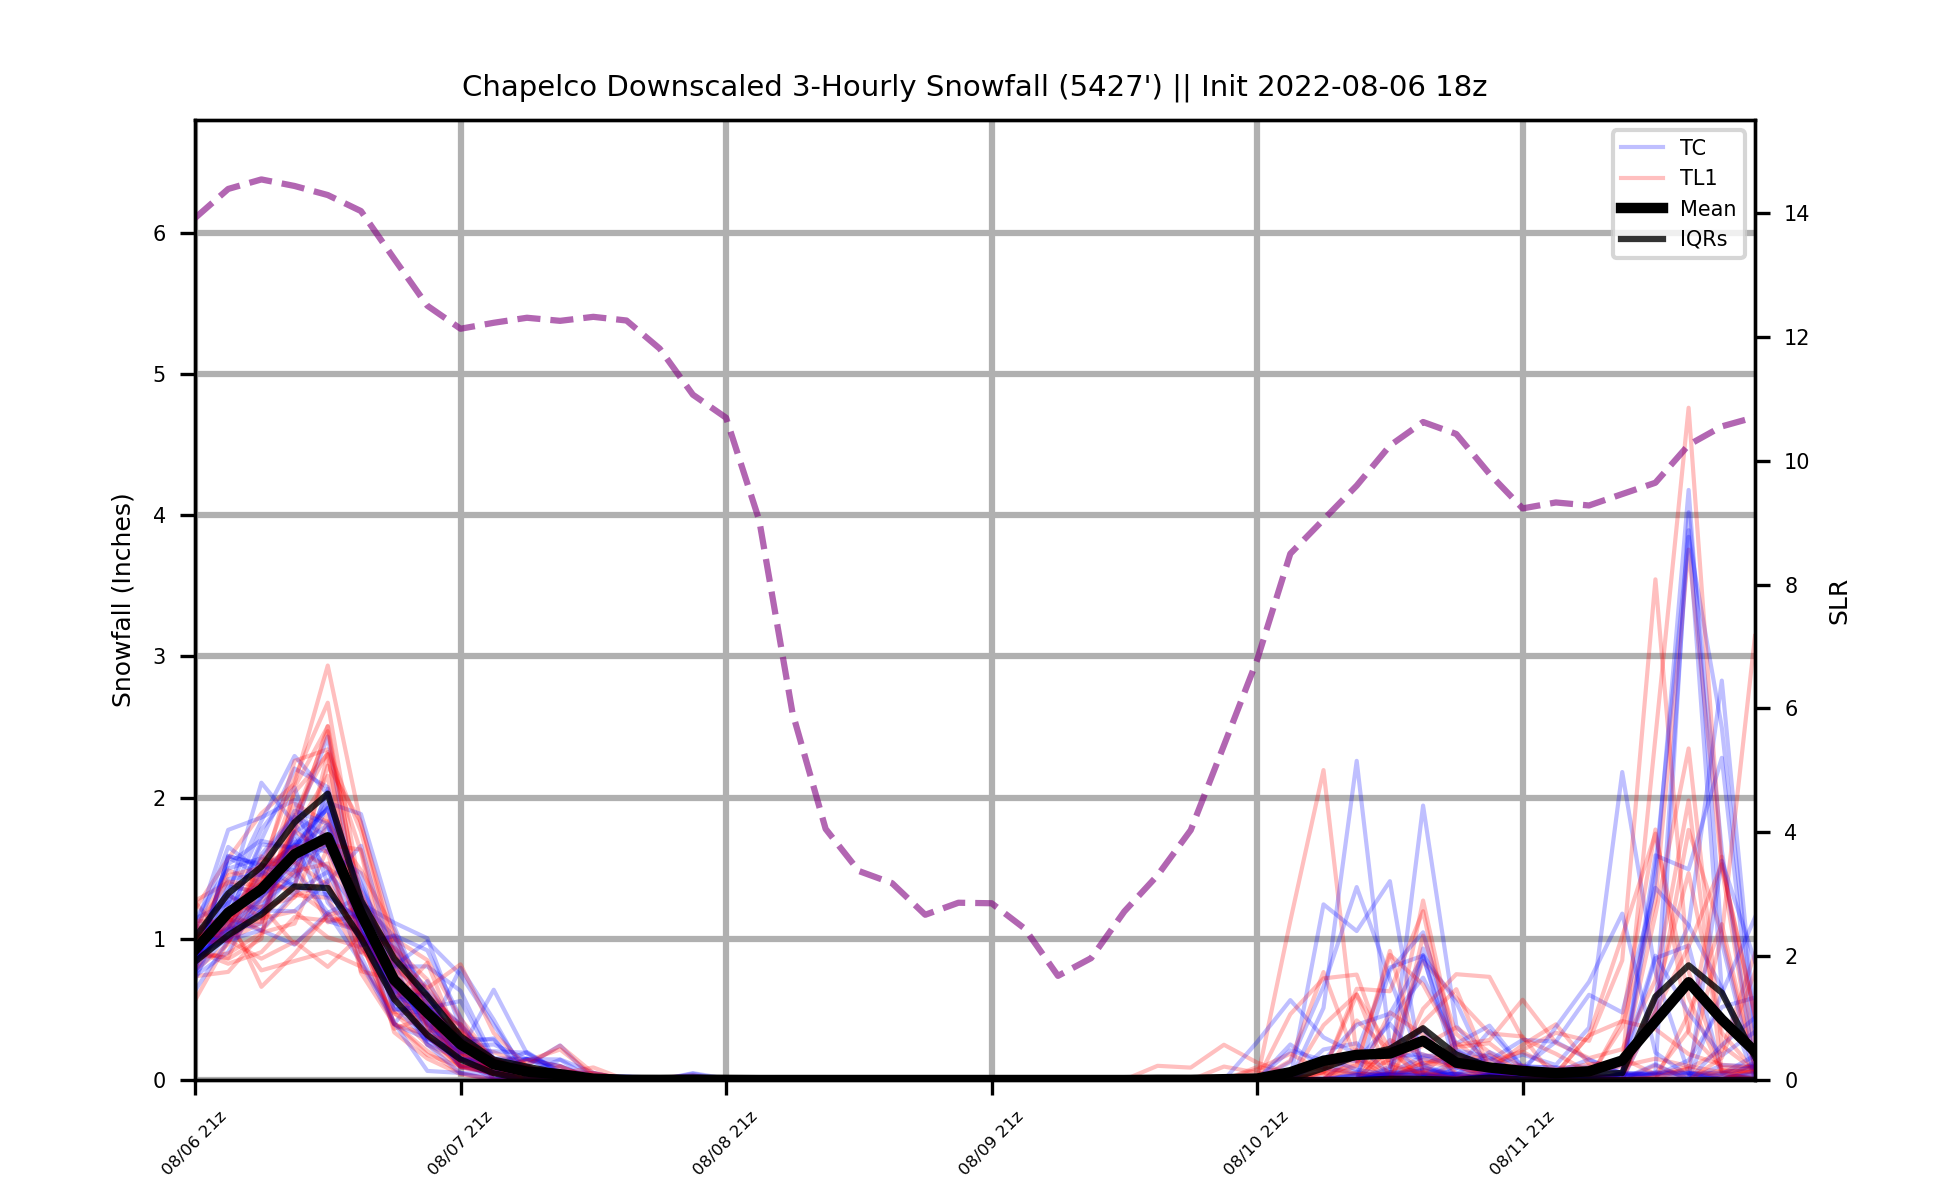 Chapelco Downscaled 3-Hourly Snowfall (5427') || Init 2022-08-06 18z
TC
TL1
Mean
IQRs
Snowfall (Inches)
6
5
4
3
2
1
0
SLR
14
12
10
8
6
4
2
0
08/06 21z
08/07 21z
08/08 21z
08/09 21z
08/10 21z
08/11 21z